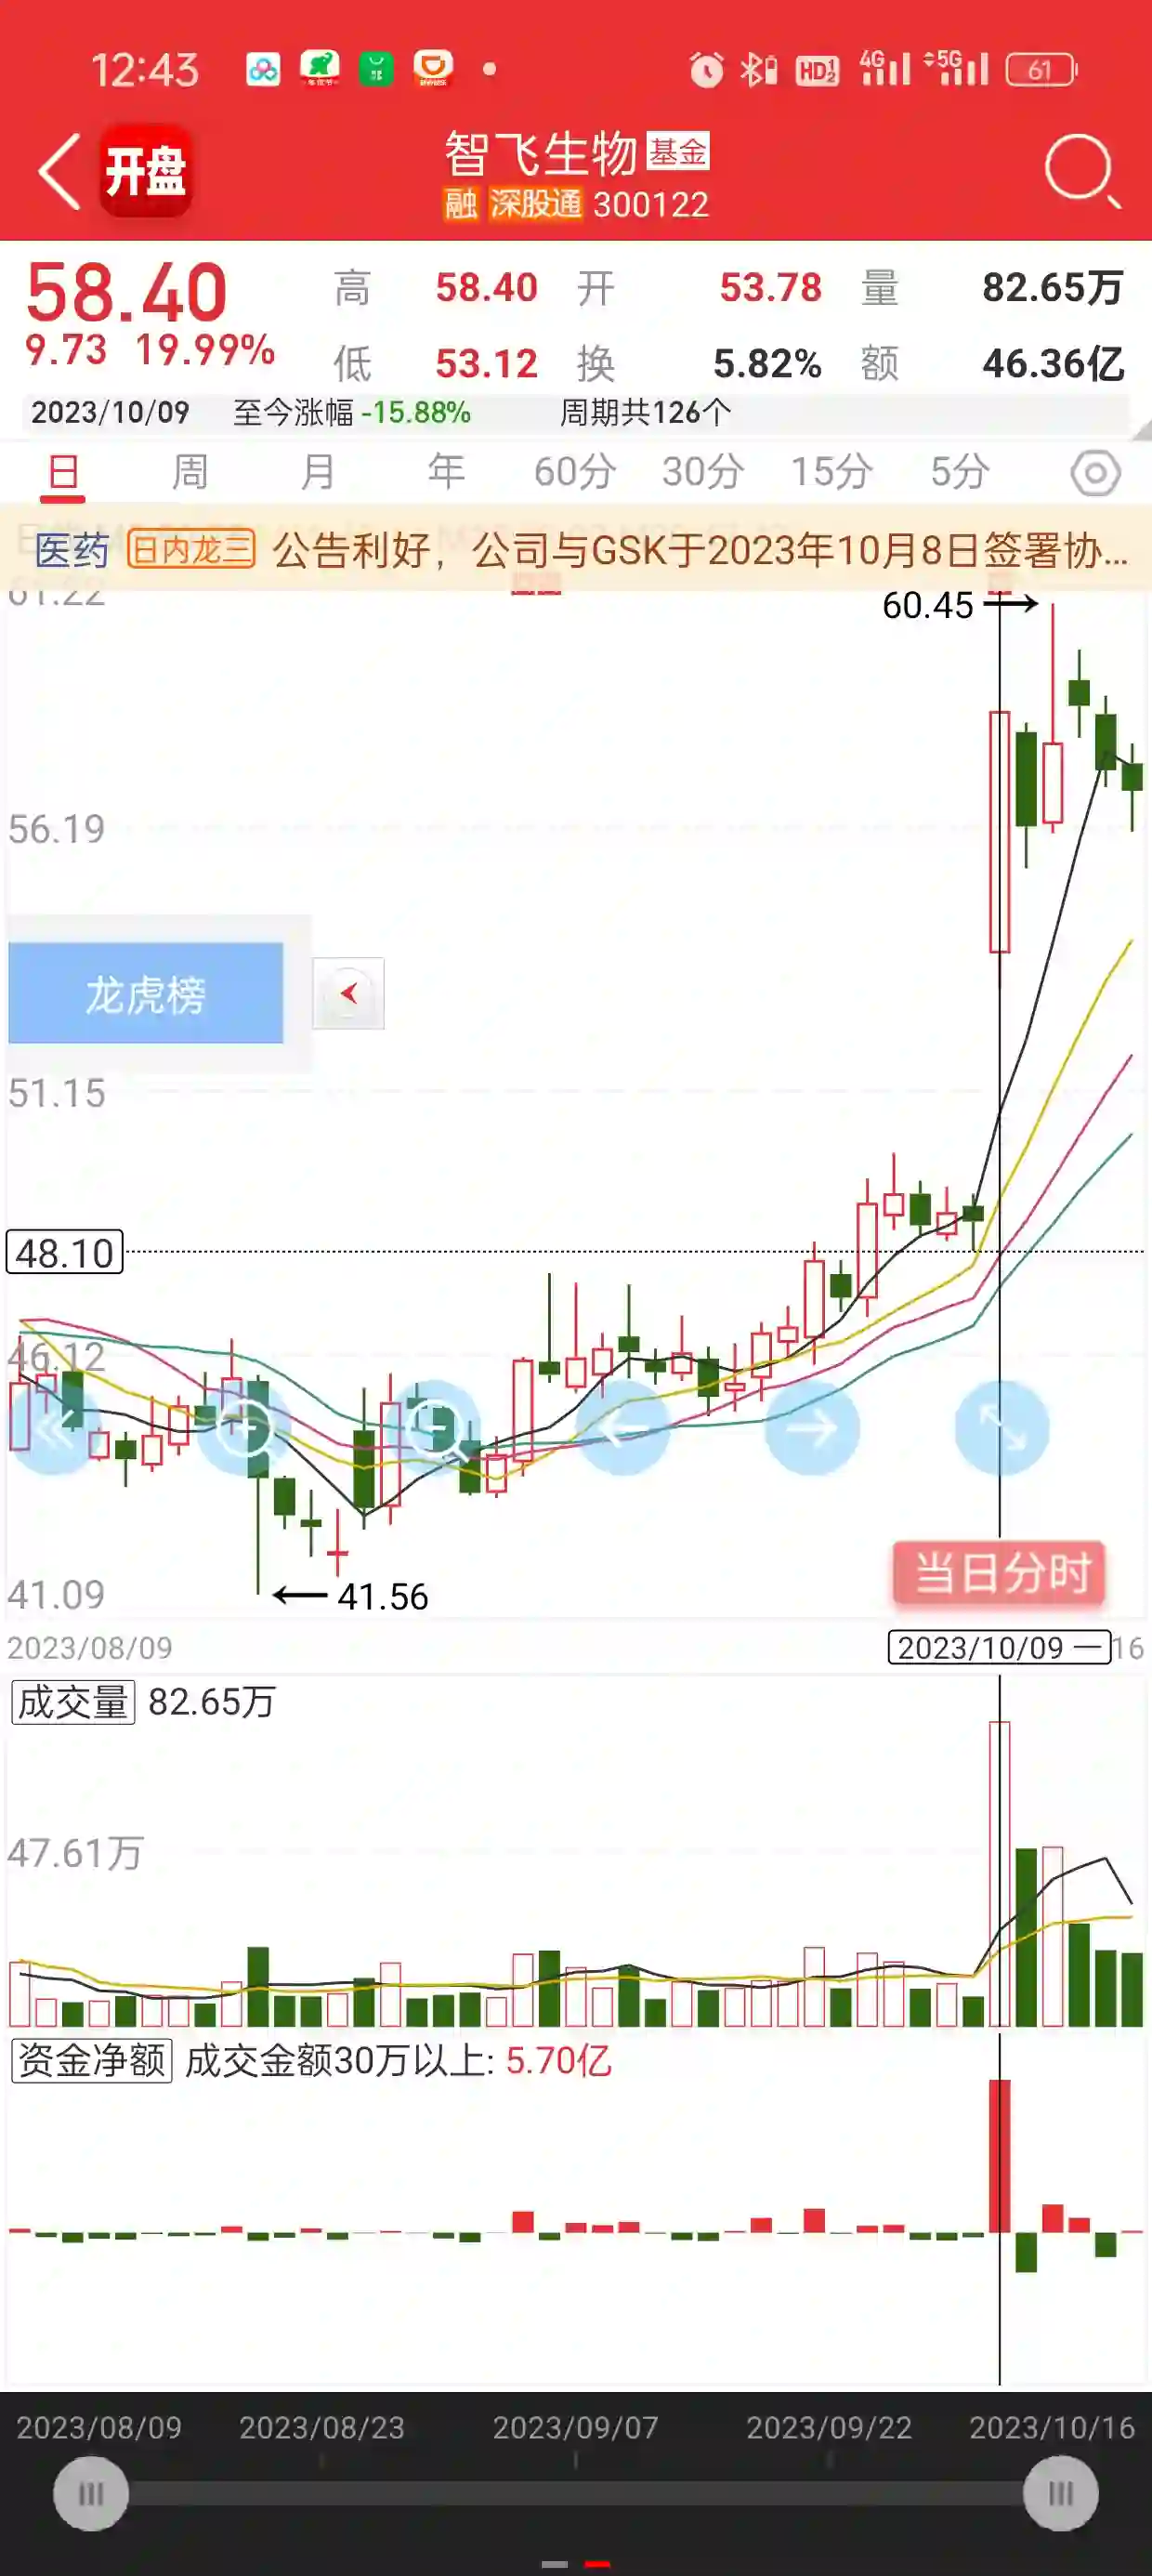 12:43
4G 5G 61
HD
开盘
智飞生物 基金
融 深股通 300122
58.40 高 58.40 开 53.78 量 82.65万
9.73 19.99% 低 53.12 换 5.82% 额 46.36亿
2023/10/09 至今涨幅 -15.88% 周期共126个
日 周 月 年 60分 30分 15分 5分
医药 日内龙三 公告利好，公司与GSK于2023年10月8日签署协...
61.22
60.45
56.19
龙虎榜
51.15
48.10
46.12
41.09
41.56
当日分时
2023/08/09 2023/10/09 一 16
成交量 82.65万
47.61万
资金净额 成交金额30万以上: 5.70亿
2023/08/09 2023/08/23 2023/09/07 2023/09/22 2023/10/16